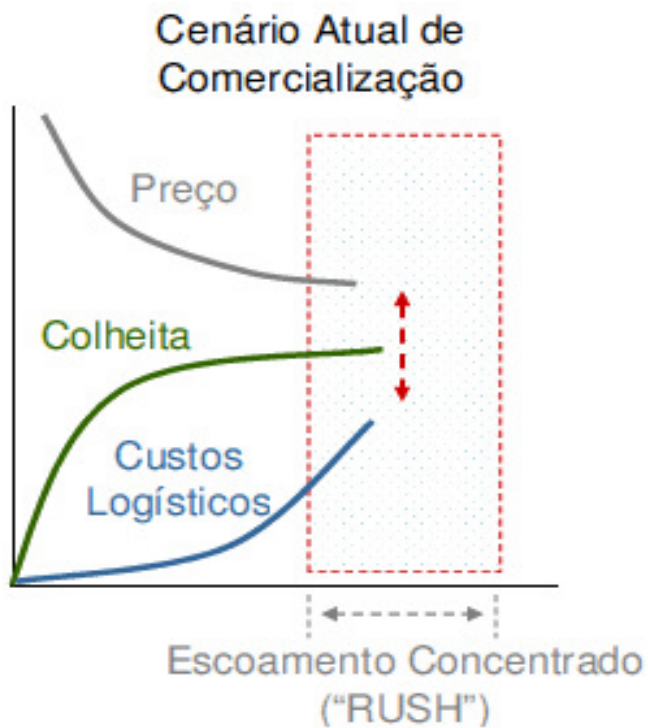 Cenário Atual de
Comercialização
Preço
Colheita
Custos
Logísticos
Escoamento Concentrado
(“RUSH”)